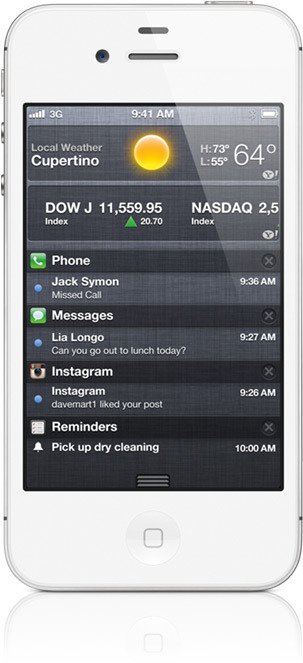 3G 9:41 AM
Local Weather
Cupertino
H: 73°
L: 55°
64°
Y!
DOW J 11,559.95
Index 20.70
NASDAQ 2,5
Index
Y!
Phone
Jack Symon 9:36 AM
Missed Call
Messages
Lia Longo 9:27 AM
Can you go out to lunch today?
Instagram
Instagram 9:26 AM
davemart1 liked your post
Reminders
Pick up dry cleaning 10:00 AM